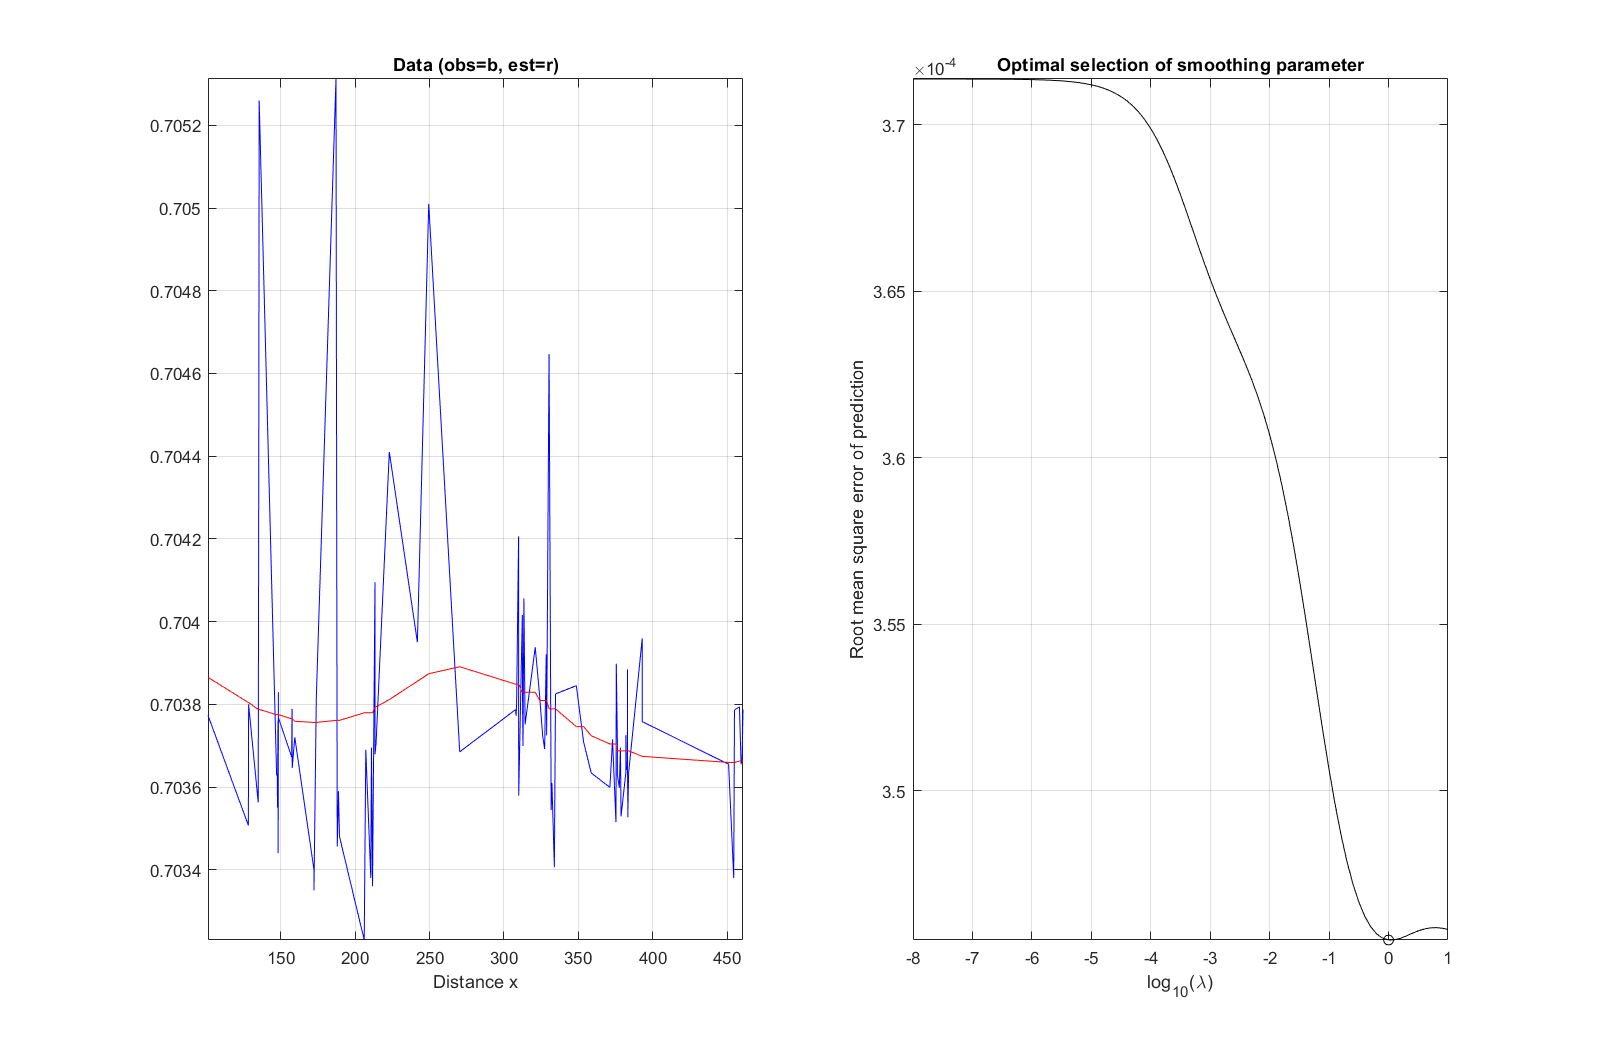 Data (obs=b, est=r)
0.7052
0.705
0.7048
0.7046
0.7044
0.7042
0.704
0.7038
0.7036
0.7034
150 200 250 300 350 400 450
Distance x
×10-4
Optimal selection of smoothing parameter
3.7
3.65
3.6
3.55
3.5
Root mean square error of prediction
-8 -7 -6 -5 -4 -3 -2 -1 0 1
log10(λ)